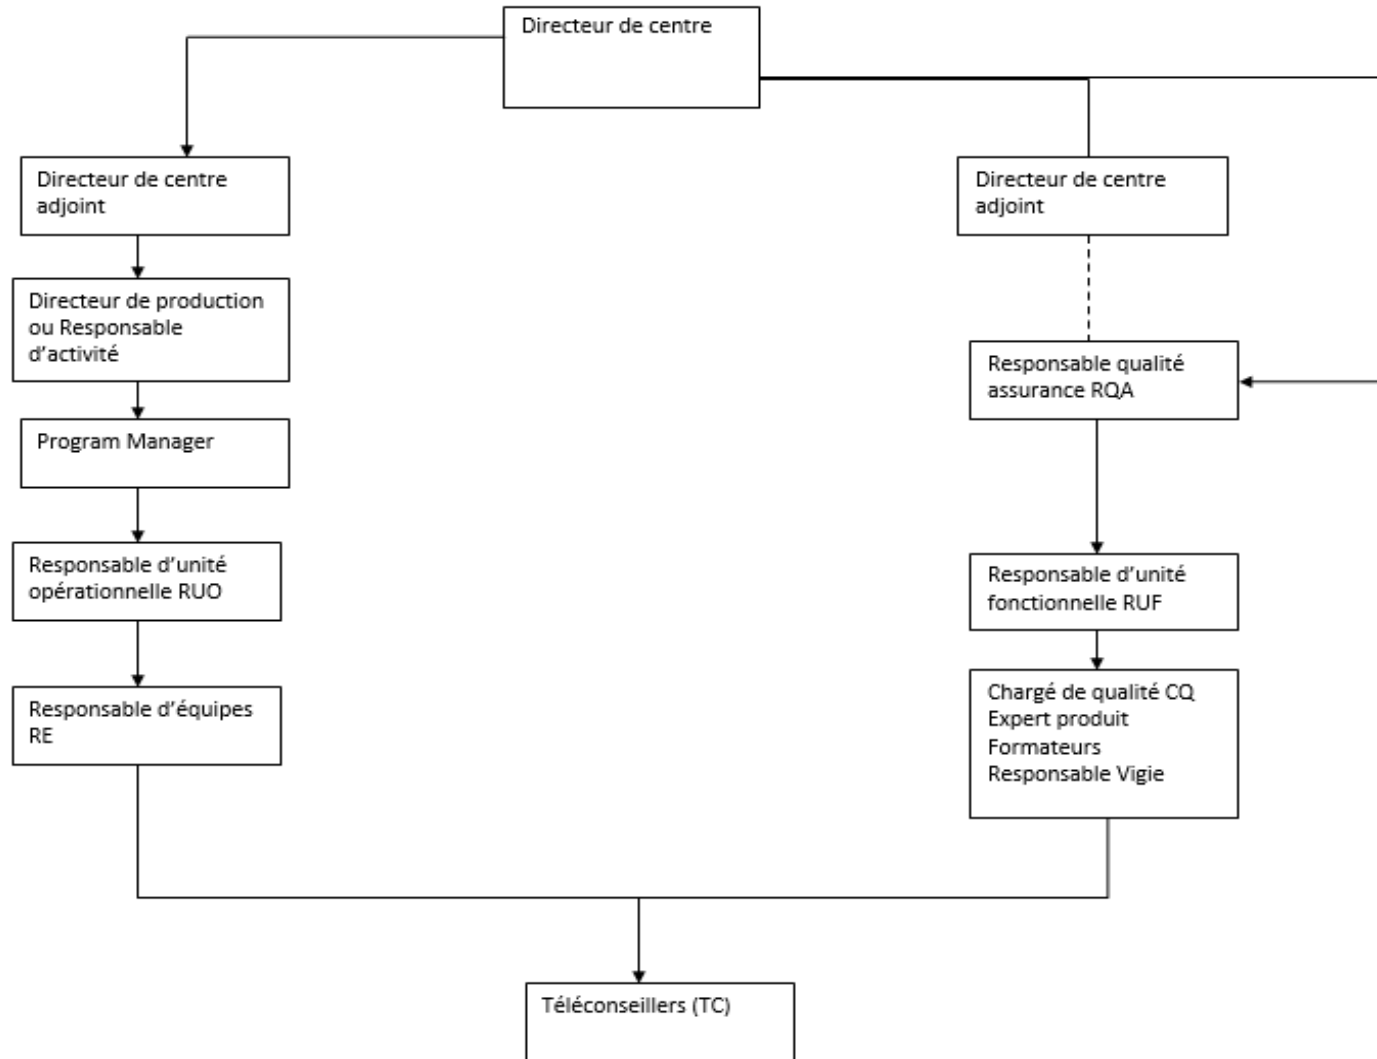 Directeur de centre
Directeur de centre
adjoint
Directeur de production
ou Responsable
d’activité
Program Manager
Responsable d’unité
opérationnelle RUO
Responsable d’équipes
RE
Directeur de centre
adjoint
Responsable qualité
assurance RQA
Responsable d’unité
fonctionnelle RUF
Chargé de qualité CQ
Expert produit
Formateurs
Responsable Vigie
Téléconseillers (TC)